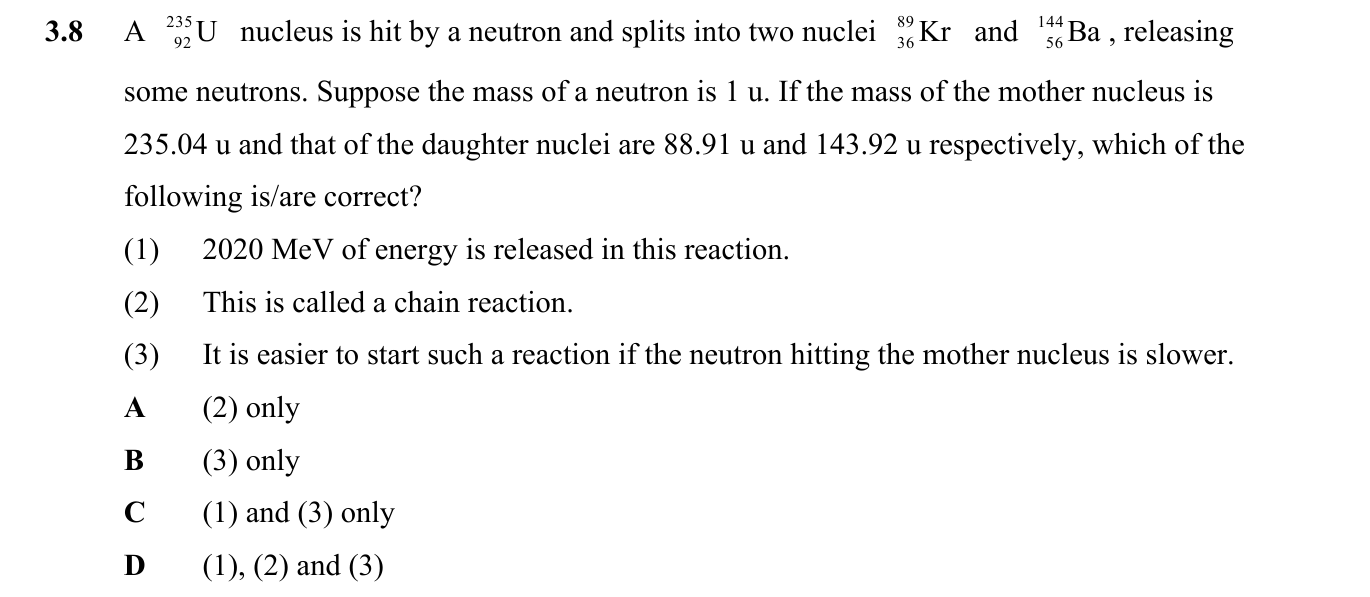 3.8 A ²³⁵₉₂U nucleus is hit by a neutron and splits into two nuclei ⁸⁹₃₆Kr and ¹⁴⁴₅₆Ba , releasing
some neutrons. Suppose the mass of a neutron is 1 u. If the mass of the mother nucleus is
235.04 u and that of the daughter nuclei are 88.91 u and 143.92 u respectively, which of the
following is/are correct?
(1) 2020 MeV of energy is released in this reaction.
(2) This is called a chain reaction.
(3) It is easier to start such a reaction if the neutron hitting the mother nucleus is slower.
A (2) only
B (3) only
C (1) and (3) only
D (1), (2) and (3)